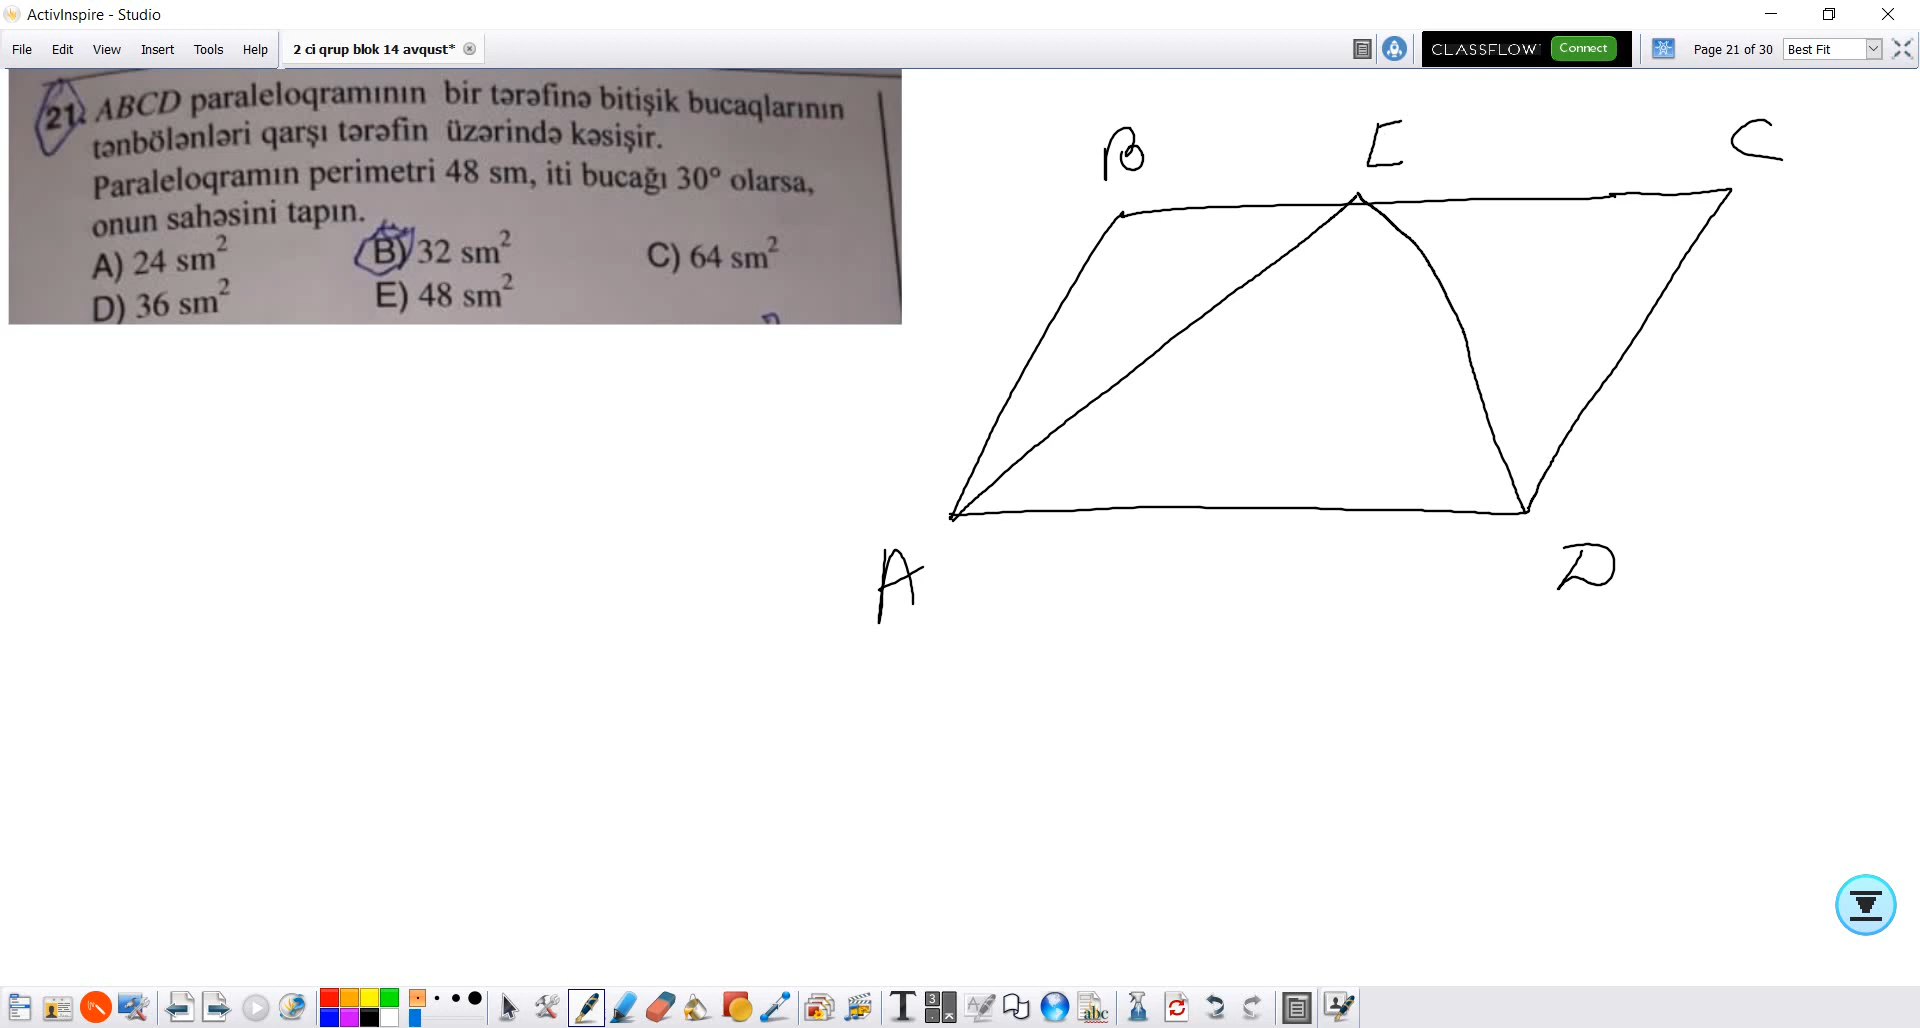 ActivInspire - Studio
File Edit View Insert Tools Help 2 ci qrup blok 14 avqust* CLASSFLOW Connect Page 21 of 30 Best Fit
21. ABCD paraleloqramının bir tərəfinə bitişik bucaqlarının
tənbölənləri qarşı tərəfin üzərində kəsişir.
Paraleloqramın perimetri 48 sm, iti bucağı 30° olarsa,
onun sahəsini tapın.
A) 24 sm² B) 32 sm² C) 64 sm²
D) 36 sm² E) 48 sm²
B E C
A D